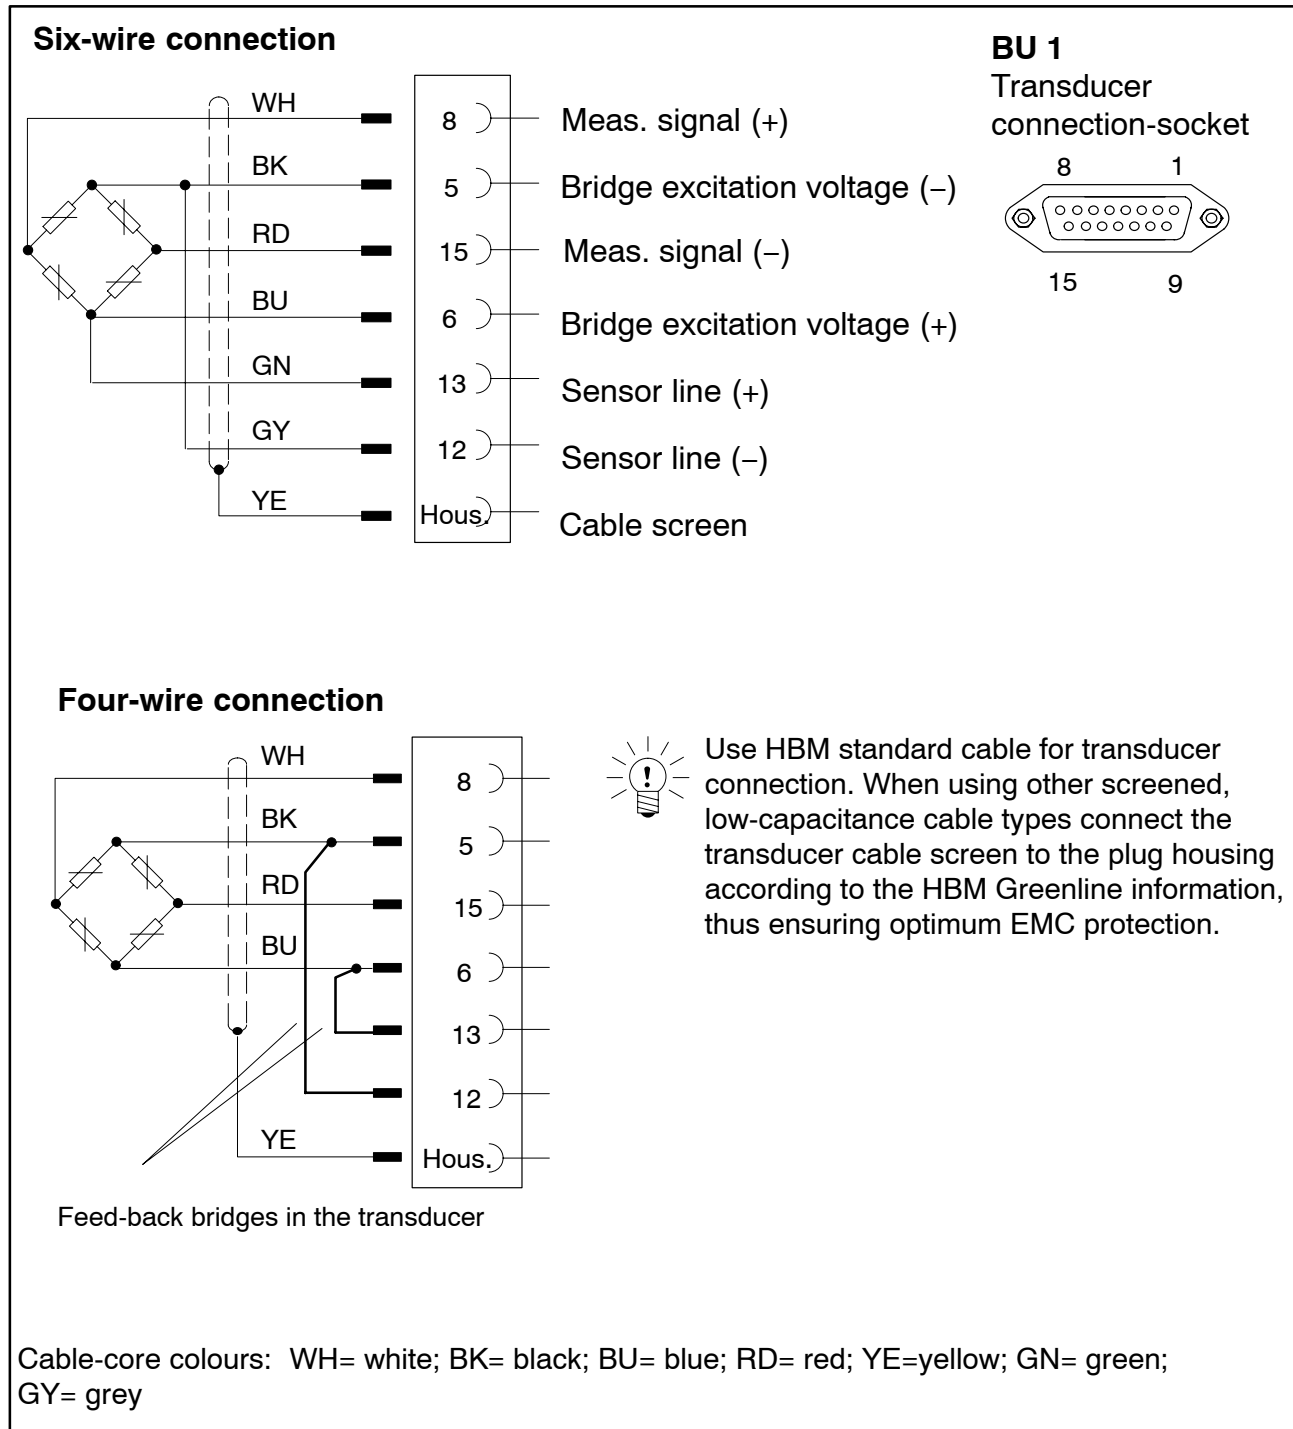 Six-wire connection
BU 1
Transducer
connection-socket
8 1
15 9
WH
8
Meas. signal (+)
BK
5
Bridge excitation voltage (−)
RD
15
Meas. signal (−)
BU
6
Bridge excitation voltage (+)
GN
13
Sensor line (+)
GY
12
Sensor line (−)
YE
Hous.
Cable screen
Four-wire connection
WH
8
BK
5
RD
15
BU
6
13
12
YE
Hous.
Feed-back bridges in the transducer
!
Use HBM standard cable for transducer
connection. When using other screened,
low-capacitance cable types connect the
transducer cable screen to the plug housing
according to the HBM Greenline information,
thus ensuring optimum EMC protection.
Cable-core colours: WH= white; BK= black; BU= blue; RD= red; YE=yellow; GN= green;
GY= grey